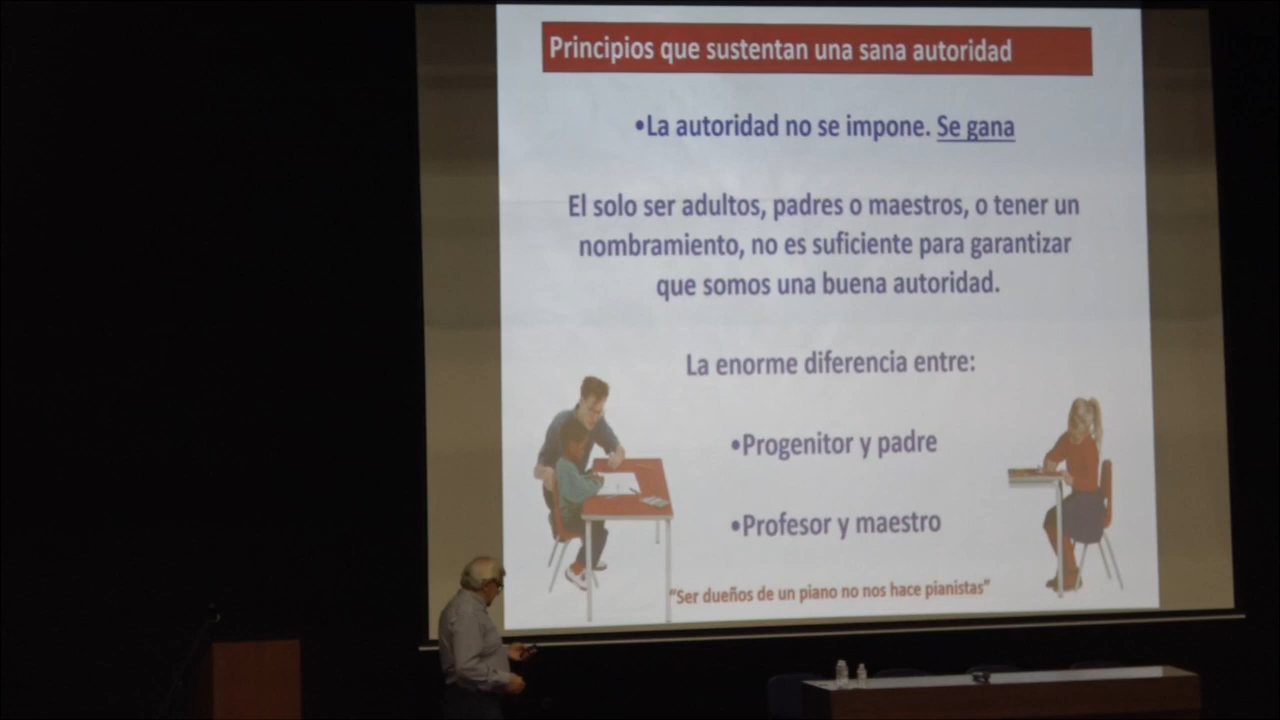 Principios que sustentan una sana autoridad
•La autoridad no se impone. Se gana
El solo ser adultos, padres o maestros, o tener un
nombramiento, no es suficiente para garantizar
que somos una buena autoridad.
La enorme diferencia entre:
•Progenitor y padre
•Profesor y maestro
"Ser dueños de un piano no nos hace pianistas"